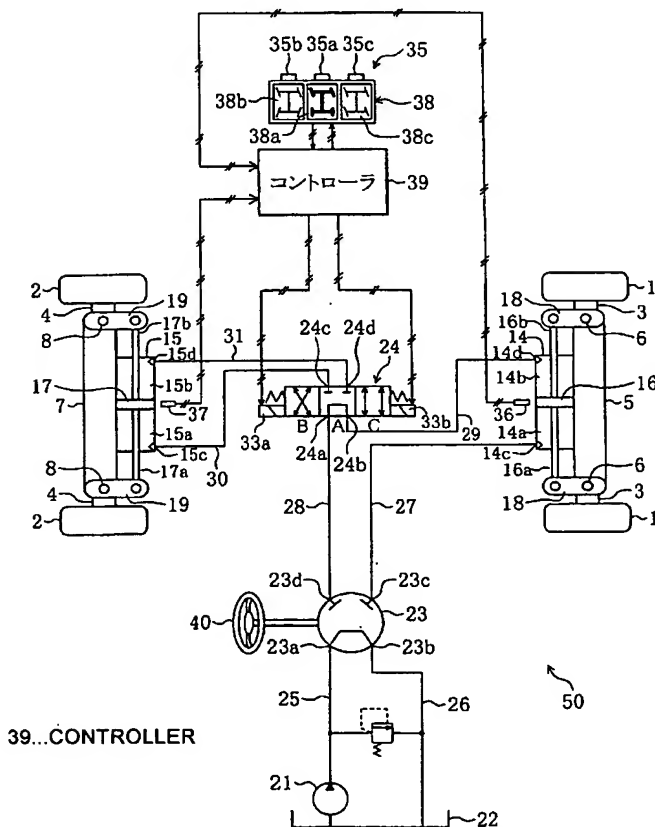 35b 35a 35c 35
38b 38
38a 38c
コントローラ 39
2 19 4 8 17b 15
15d 31 24c 24d 24
17 15b
7 37
33a B A C 33b
24a 24b
15a 15c 30
8 17a
4 19
2
18 1
3
16b 14 6
14d
14b
16
36 5
29
14a
14c
16a 6
18 3
1
28 27
23d 23c
40 23
23a 23b
25 26
50
39...CONTROLLER
21
22